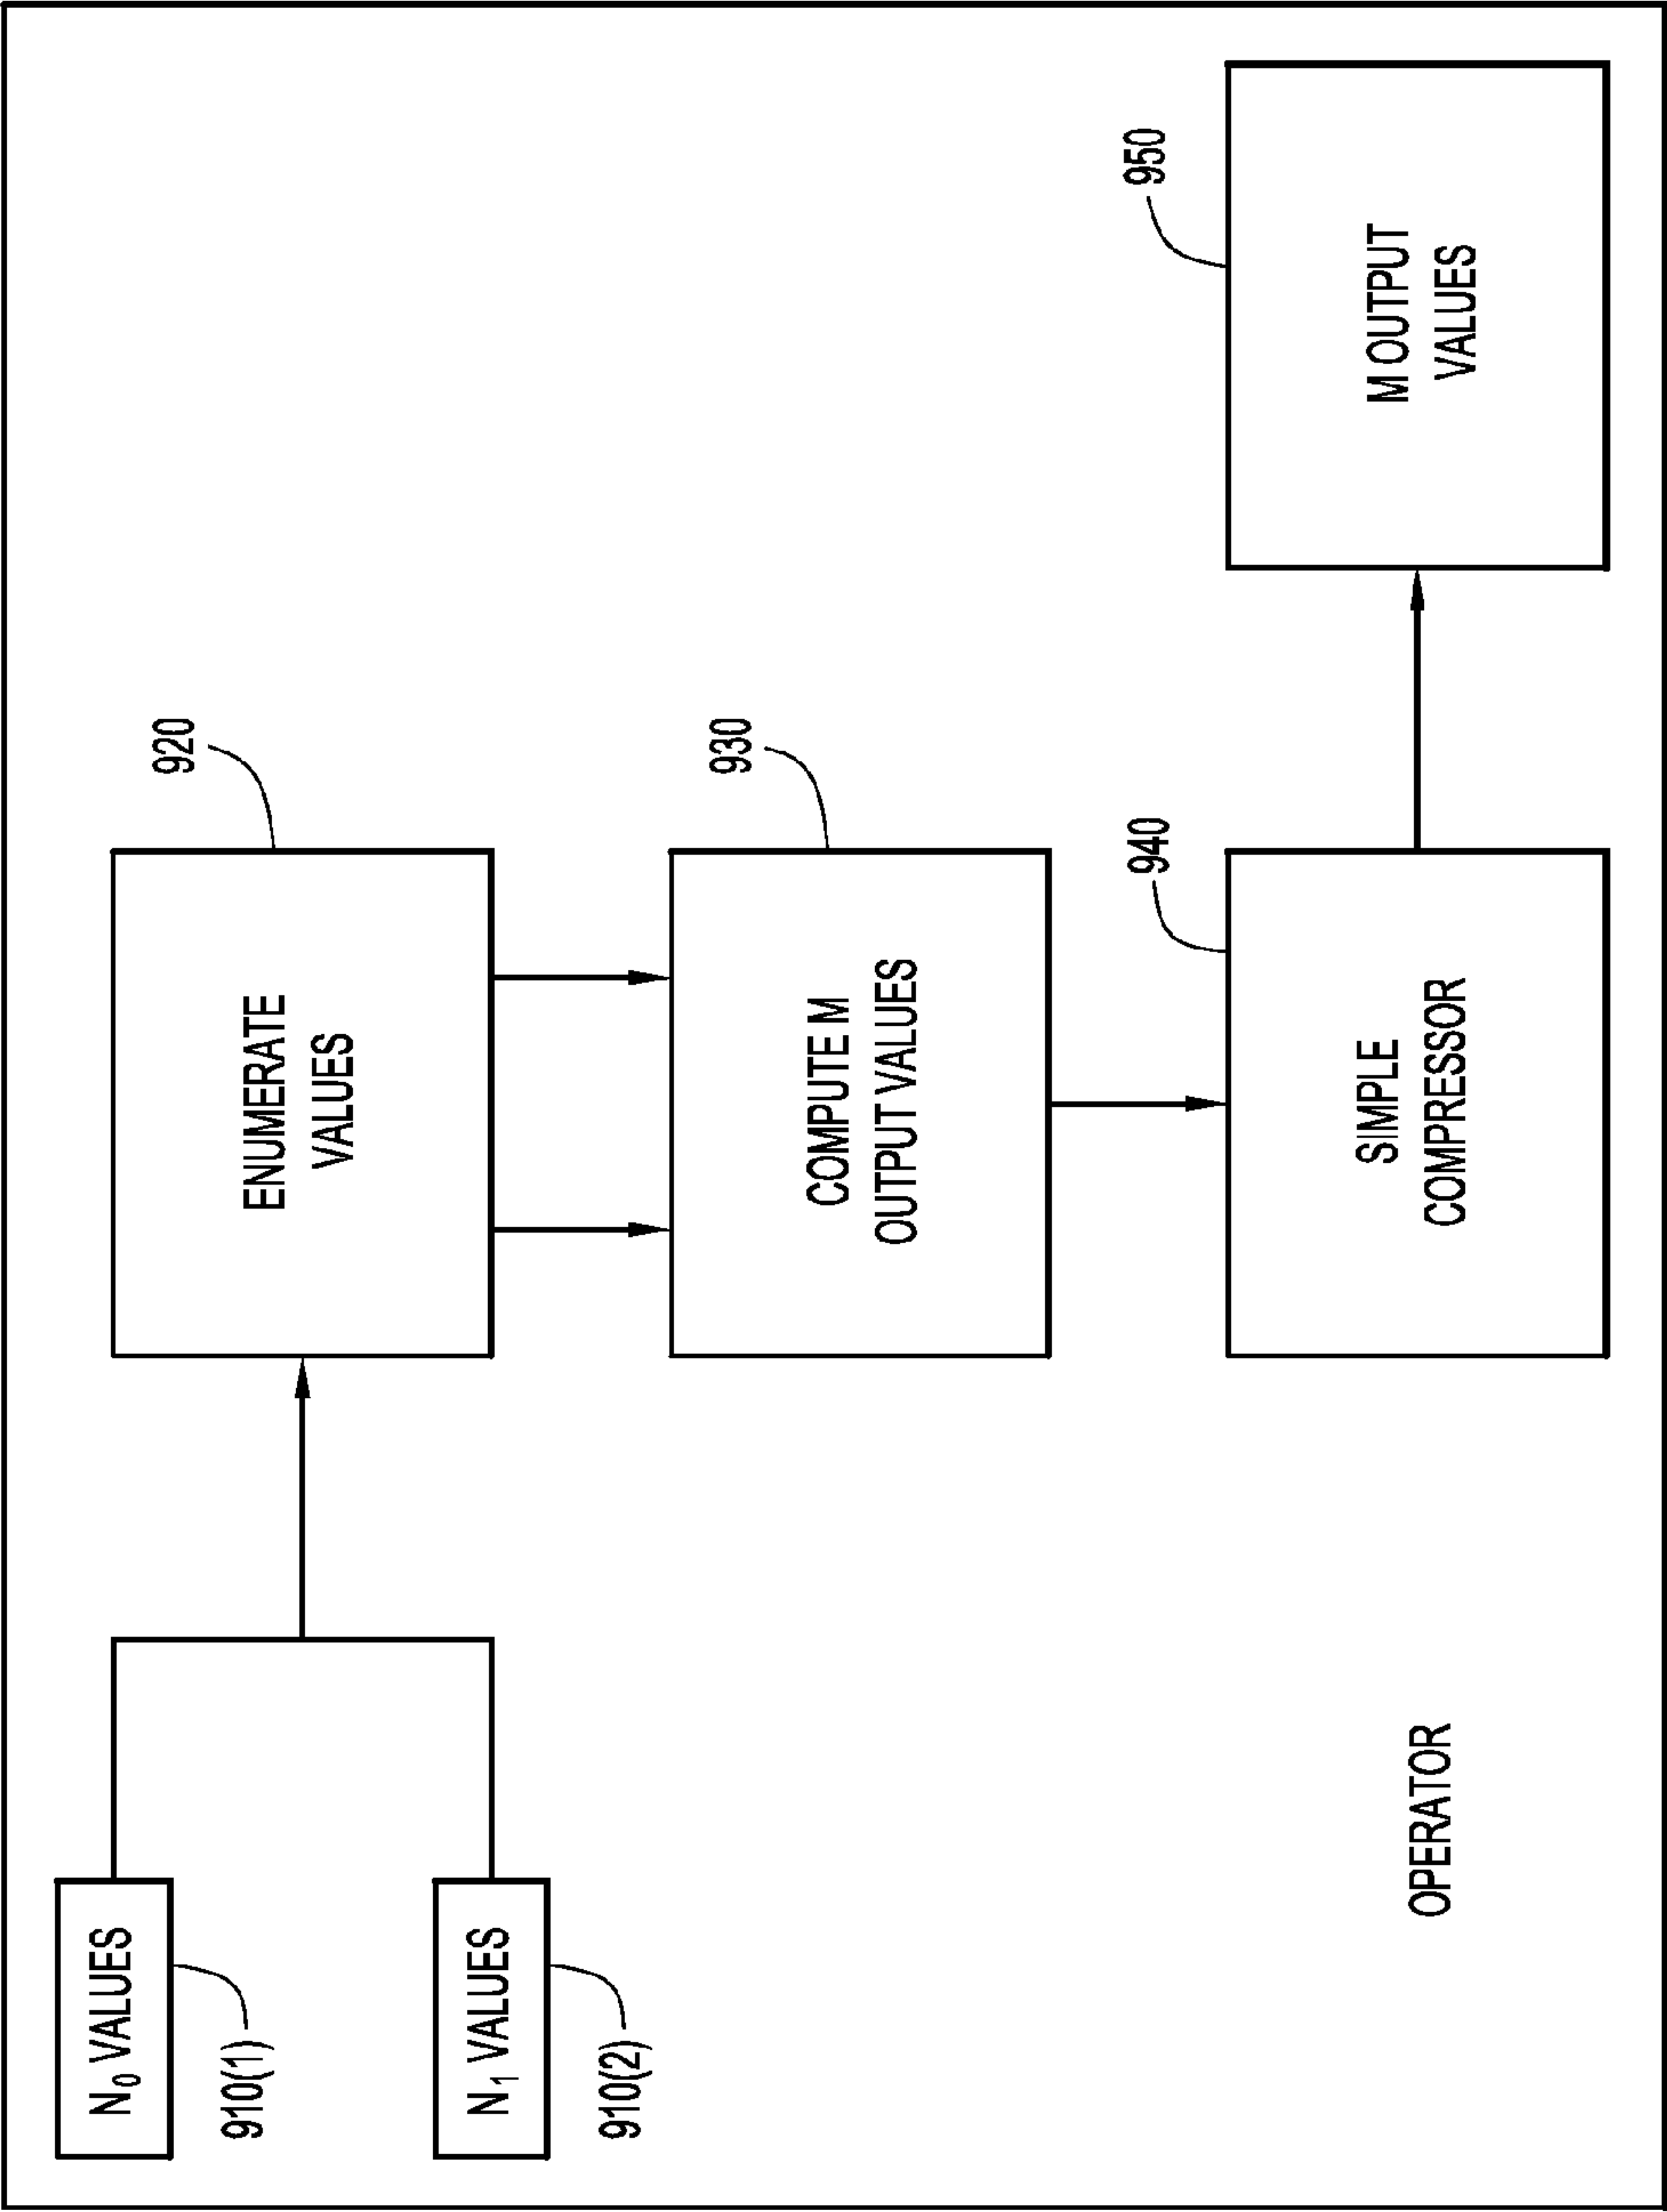 N0 VALUES
910(1)
N1 VALUES
910(2)
920
ENUMERATE
VALUES
930
COMPUTE M
OUTPUT VALUES
940
SIMPLE
COMPRESSOR
950
M OUTPUT
VALUES
OPERATOR